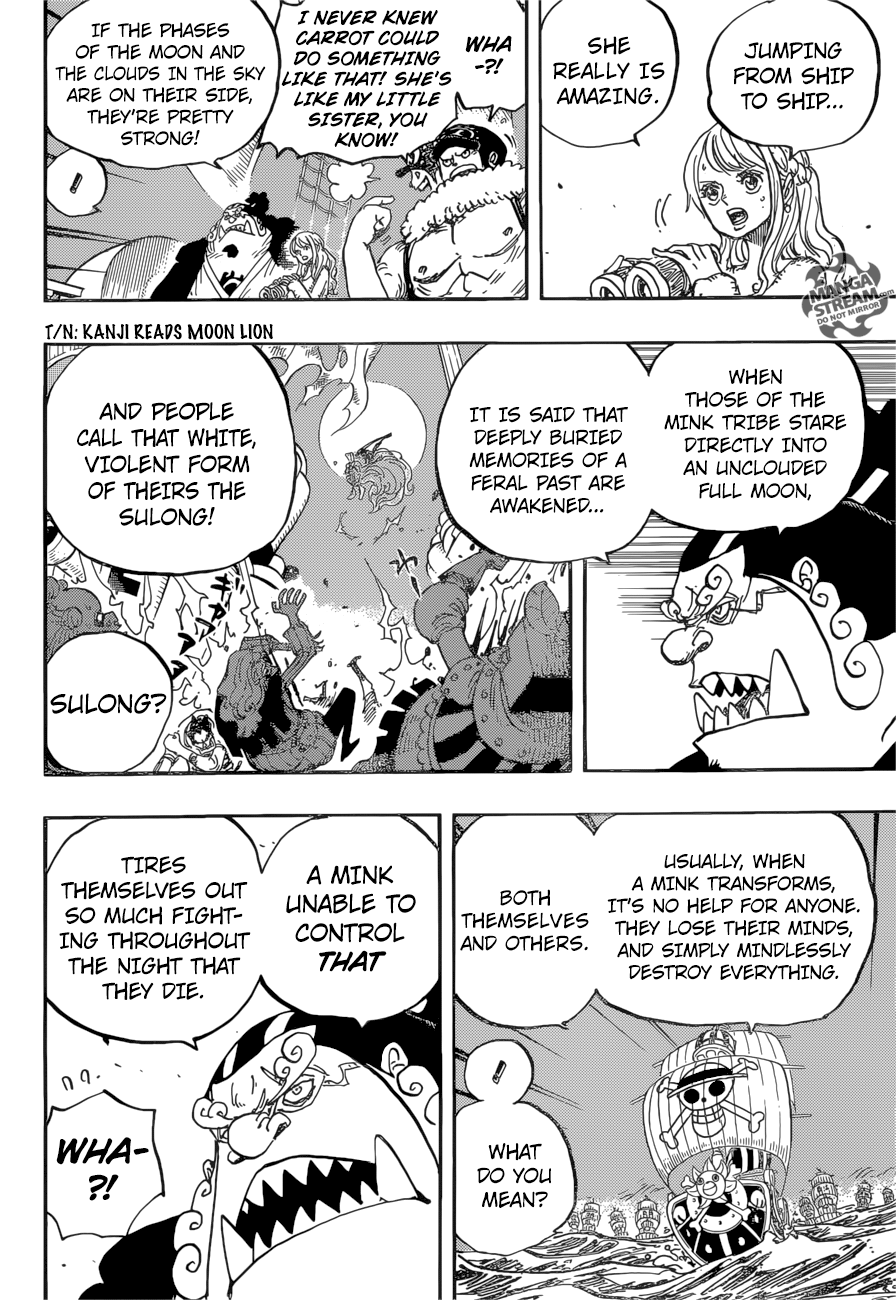 JUMPING
FROM SHIP
TO SHIP...
SHE
REALLY IS
AMAZING.
WHA
-?!
I NEVER KNEW
CARROT COULD
DO SOMETHING
LIKE THAT! SHE'S
LIKE MY LITTLE
SISTER, YOU
KNOW!
IF THE PHASES
OF THE MOON AND
THE CLOUDS IN THE SKY
ARE ON THEIR SIDE,
THEY'RE PRETTY
STRONG!
!
MANGA
STREAM.com
DO NOT MIRROR
T/N: KANJI READS MOON LION
WHEN
THOSE OF THE
MINK TRIBE STARE
DIRECTLY INTO
AN UNCLOUDED
FULL MOON,
IT IS SAID THAT
DEEPLY BURIED
MEMORIES OF A
FERAL PAST ARE
AWAKENED...
AND PEOPLE
CALL THAT WHITE,
VIOLENT FORM
OF THEIRS THE
SULONG!
SULONG?
USUALLY, WHEN
A MINK TRANSFORMS,
IT'S NO HELP FOR ANYONE.
THEY LOSE THEIR MINDS,
AND SIMPLY MINDLESSLY
DESTROY EVERYTHING.
BOTH
THEMSELVES
AND OTHERS.
!
WHAT
DO YOU
MEAN?
A MINK
UNABLE TO
CONTROL
THAT
TIRES
THEMSELVES OUT
SO MUCH FIGHT-
ING THROUGHOUT
THE NIGHT THAT
THEY DIE.
WHA-
?!